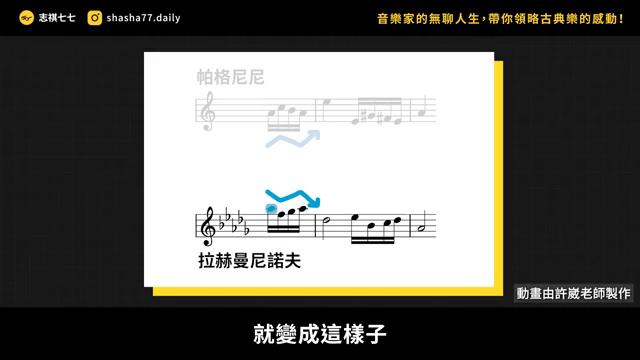 志祺七七
shasha77.daily
音樂家的無聊人生,帶你領略古典樂的感動!
帕格尼尼
拉赫曼尼諾夫
動畫由許崴老師製作
就變成這樣子